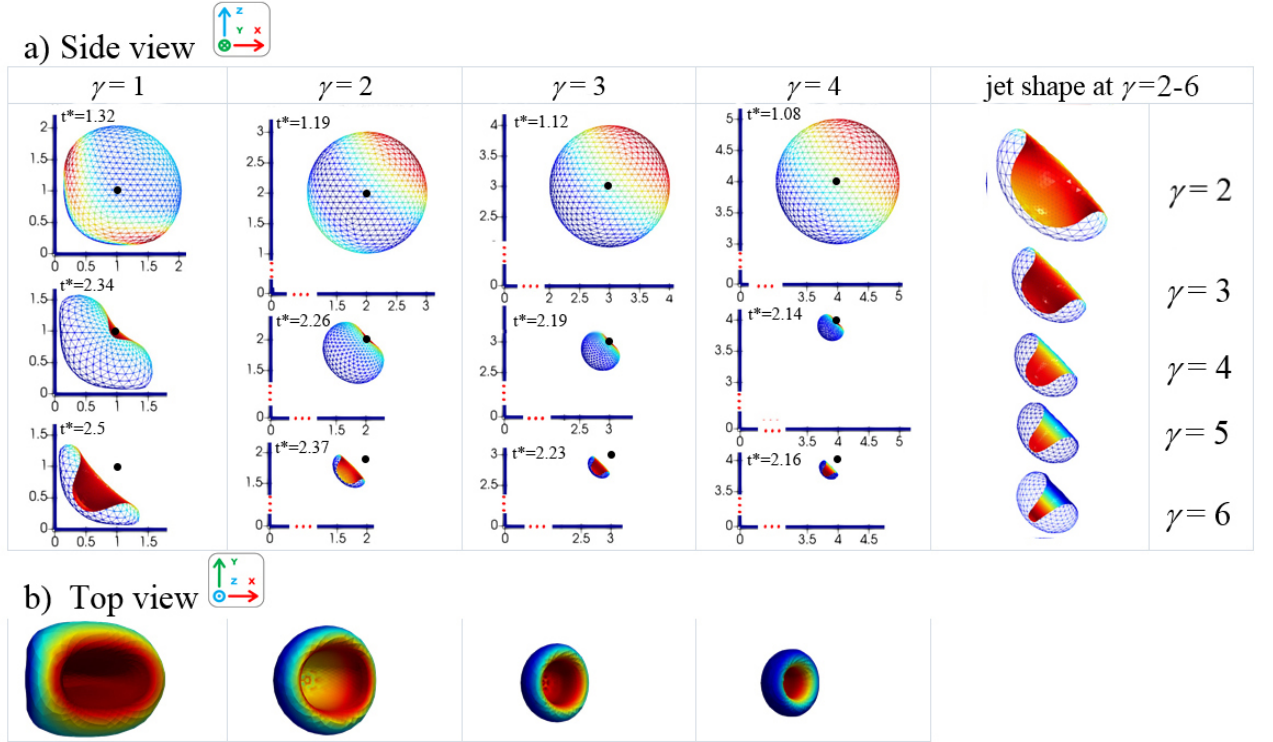 Z
Y X
a) Side view
γ = 1
γ = 2
γ = 3
γ = 4
jet shape at γ=2-6
t*=1.32
2
1.5
1
0.5
0
0 0.5 1 1.5 2
t*=1.19
3
2.5
2
1.5
1
0
0 1.5 2 2.5 3
t*=1.12
4
3.5
3
2.5
0
0 2 2.5 3 3.5 4
t*=1.08
5
4.5
4
3.5
3
0
0 3.5 4 4.5 5
t*=2.34
1.5
1
0.5
0
0 0.5 1 1.5
t*=2.26
2
1.5
0
0 1.5 2
t*=2.19
3
2.5
0
0 2.5 3
t*=2.14
4
3.5
3
0
0 3.5 4 4.5 5
t*=2.5
1.5
1
0.5
0
0 0.5 1 1.5
t*=2.37
2
1.5
0
0 1.5 2
t*=2.23
3
2.5
0
0 2.5 3
t*=2.16
4
3.5
0
0 3.5 4 4.5
γ = 2
γ = 3
γ = 4
γ = 5
γ = 6
Y
Z X
b) Top view